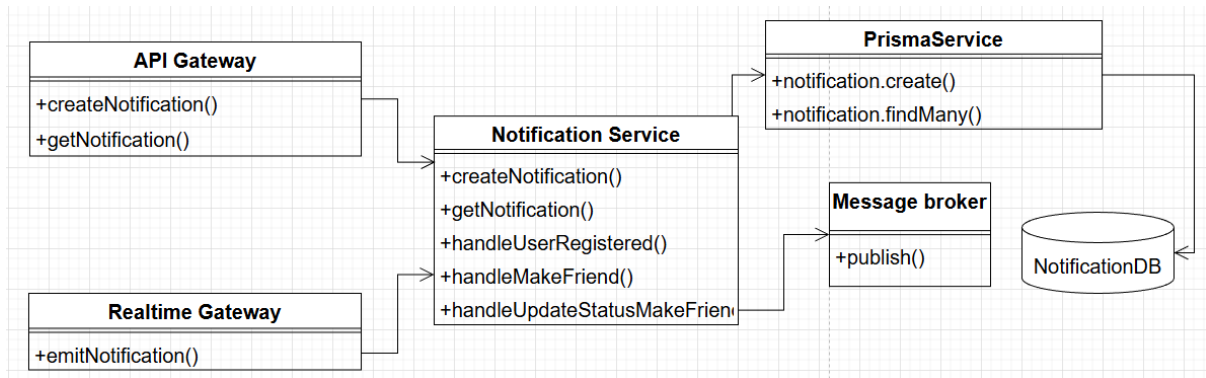 API Gateway
+createNotification()
+getNotification()
Realtime Gateway
+emitNotification()
Notification Service
+createNotification()
+getNotification()
+handleUserRegistered()
+handleMakeFriend()
+handleUpdateStatusMakeFrien
PrismaService
+notification.create()
+notification.findMany()
Message broker
+publish()
NotificationDB